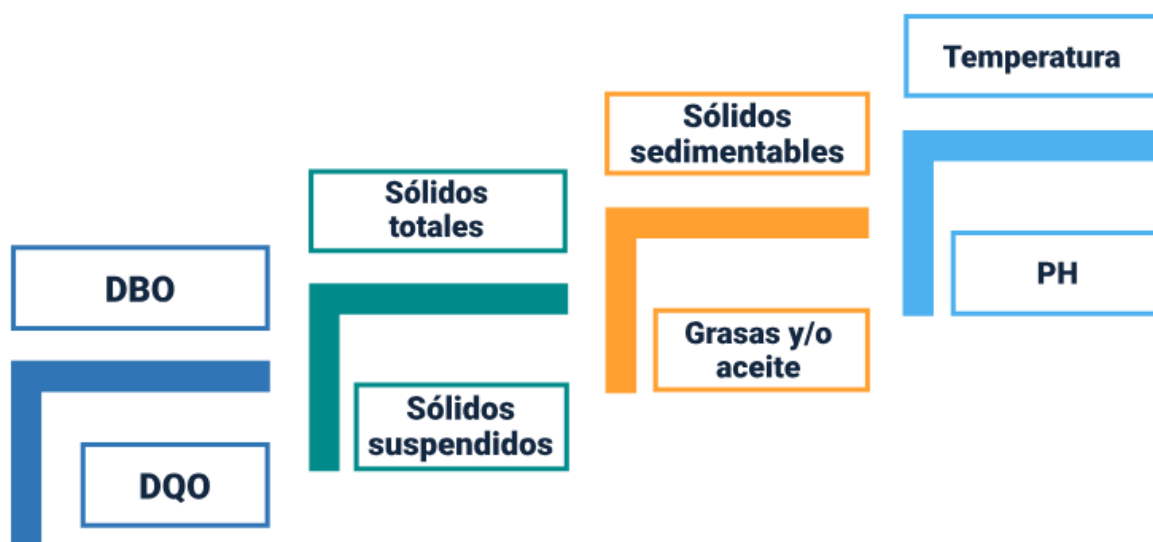 DBO
DQO
Sólidos
totales
Sólidos
suspendidos
Sólidos
sedimentables
Grasas y/o
aceite
Temperatura
PH